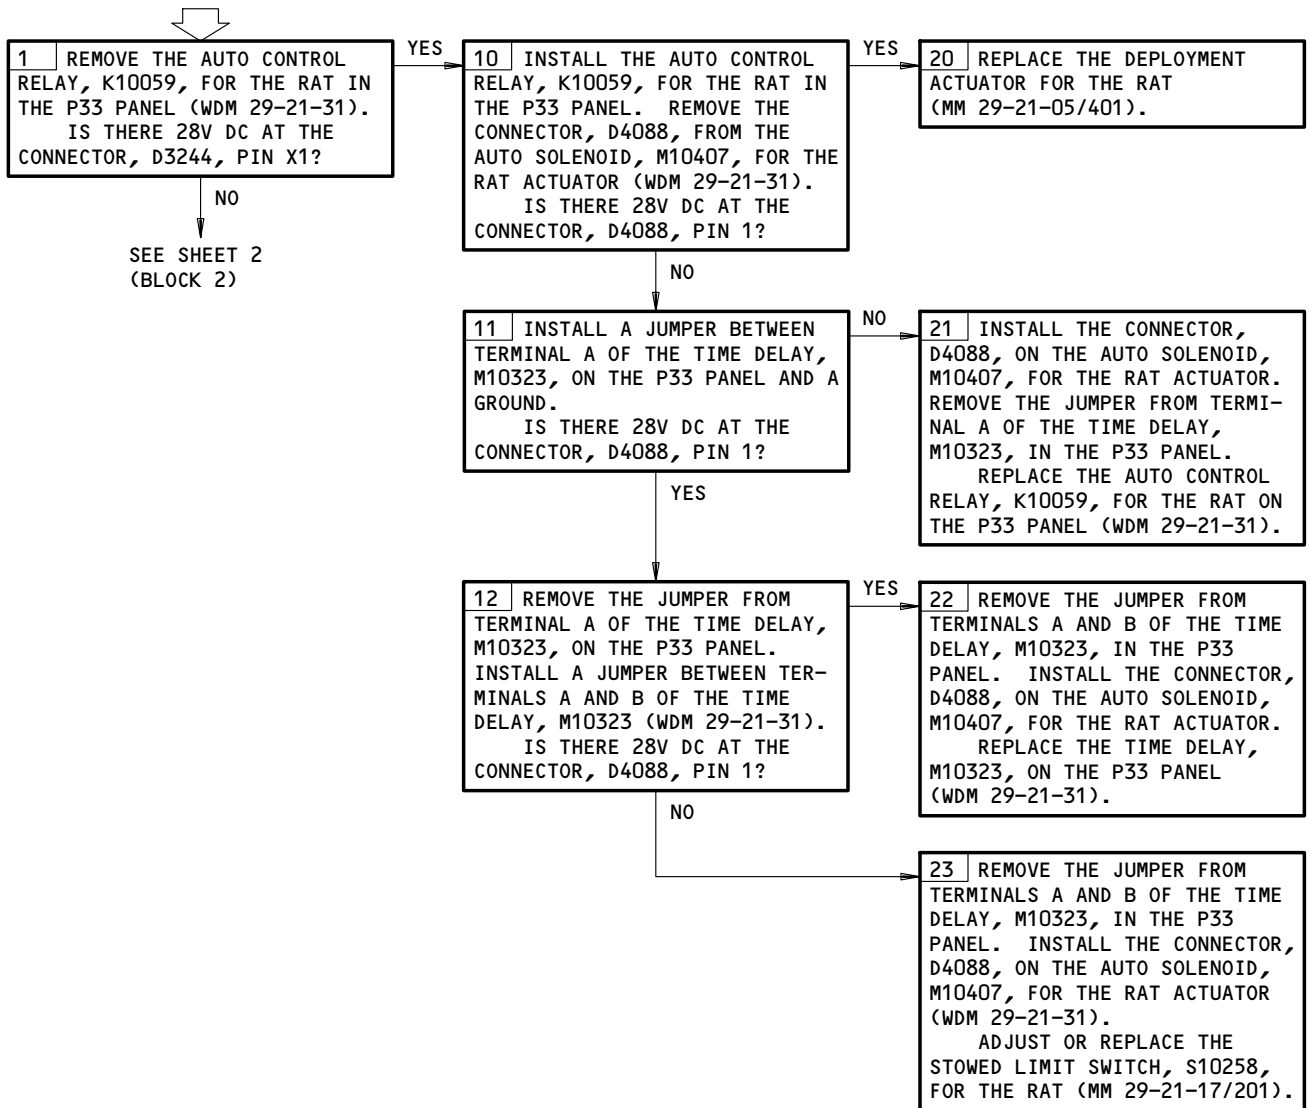 1 REMOVE THE AUTO CONTROL
RELAY, K10059, FOR THE RAT IN
THE P33 PANEL (WDM 29-21-31).
IS THERE 28V DC AT THE
CONNECTOR, D3244, PIN X1?
YES
NO
SEE SHEET 2
(BLOCK 2)
10 INSTALL THE AUTO CONTROL
RELAY, K10059, FOR THE RAT IN
THE P33 PANEL. REMOVE THE
CONNECTOR, D4088, FROM THE
AUTO SOLENOID, M10407, FOR THE
RAT ACTUATOR (WDM 29-21-31).
IS THERE 28V DC AT THE
CONNECTOR, D4088, PIN 1?
YES
NO
20 REPLACE THE DEPLOYMENT
ACTUATOR FOR THE RAT
(MM 29-21-05/401).
11 INSTALL A JUMPER BETWEEN
TERMINAL A OF THE TIME DELAY,
M10323, ON THE P33 PANEL AND A
GROUND.
IS THERE 28V DC AT THE
CONNECTOR, D4088, PIN 1?
NO
YES
21 INSTALL THE CONNECTOR,
D4088, ON THE AUTO SOLENOID,
M10407, FOR THE RAT ACTUATOR.
REMOVE THE JUMPER FROM TERMI-
NAL A OF THE TIME DELAY,
M10323, IN THE P33 PANEL.
REPLACE THE AUTO CONTROL
RELAY, K10059, FOR THE RAT ON
THE P33 PANEL (WDM 29-21-31).
12 REMOVE THE JUMPER FROM
TERMINAL A OF THE TIME DELAY,
M10323, ON THE P33 PANEL.
INSTALL A JUMPER BETWEEN TER-
MINALS A AND B OF THE TIME
DELAY, M10323 (WDM 29-21-31).
IS THERE 28V DC AT THE
CONNECTOR, D4088, PIN 1?
YES
NO
22 REMOVE THE JUMPER FROM
TERMINALS A AND B OF THE TIME
DELAY, M10323, IN THE P33
PANEL. INSTALL THE CONNECTOR,
D4088, ON THE AUTO SOLENOID,
M10407, FOR THE RAT ACTUATOR.
REPLACE THE TIME DELAY,
M10323, ON THE P33 PANEL
(WDM 29-21-31).
23 REMOVE THE JUMPER FROM
TERMINALS A AND B OF THE TIME
DELAY, M10323, IN THE P33
PANEL. INSTALL THE CONNECTOR,
D4088, ON THE AUTO SOLENOID,
M10407, FOR THE RAT ACTUATOR
(WDM 29-21-31).
ADJUST OR REPLACE THE
STOWED LIMIT SWITCH, S10258,
FOR THE RAT (MM 29-21-17/201).